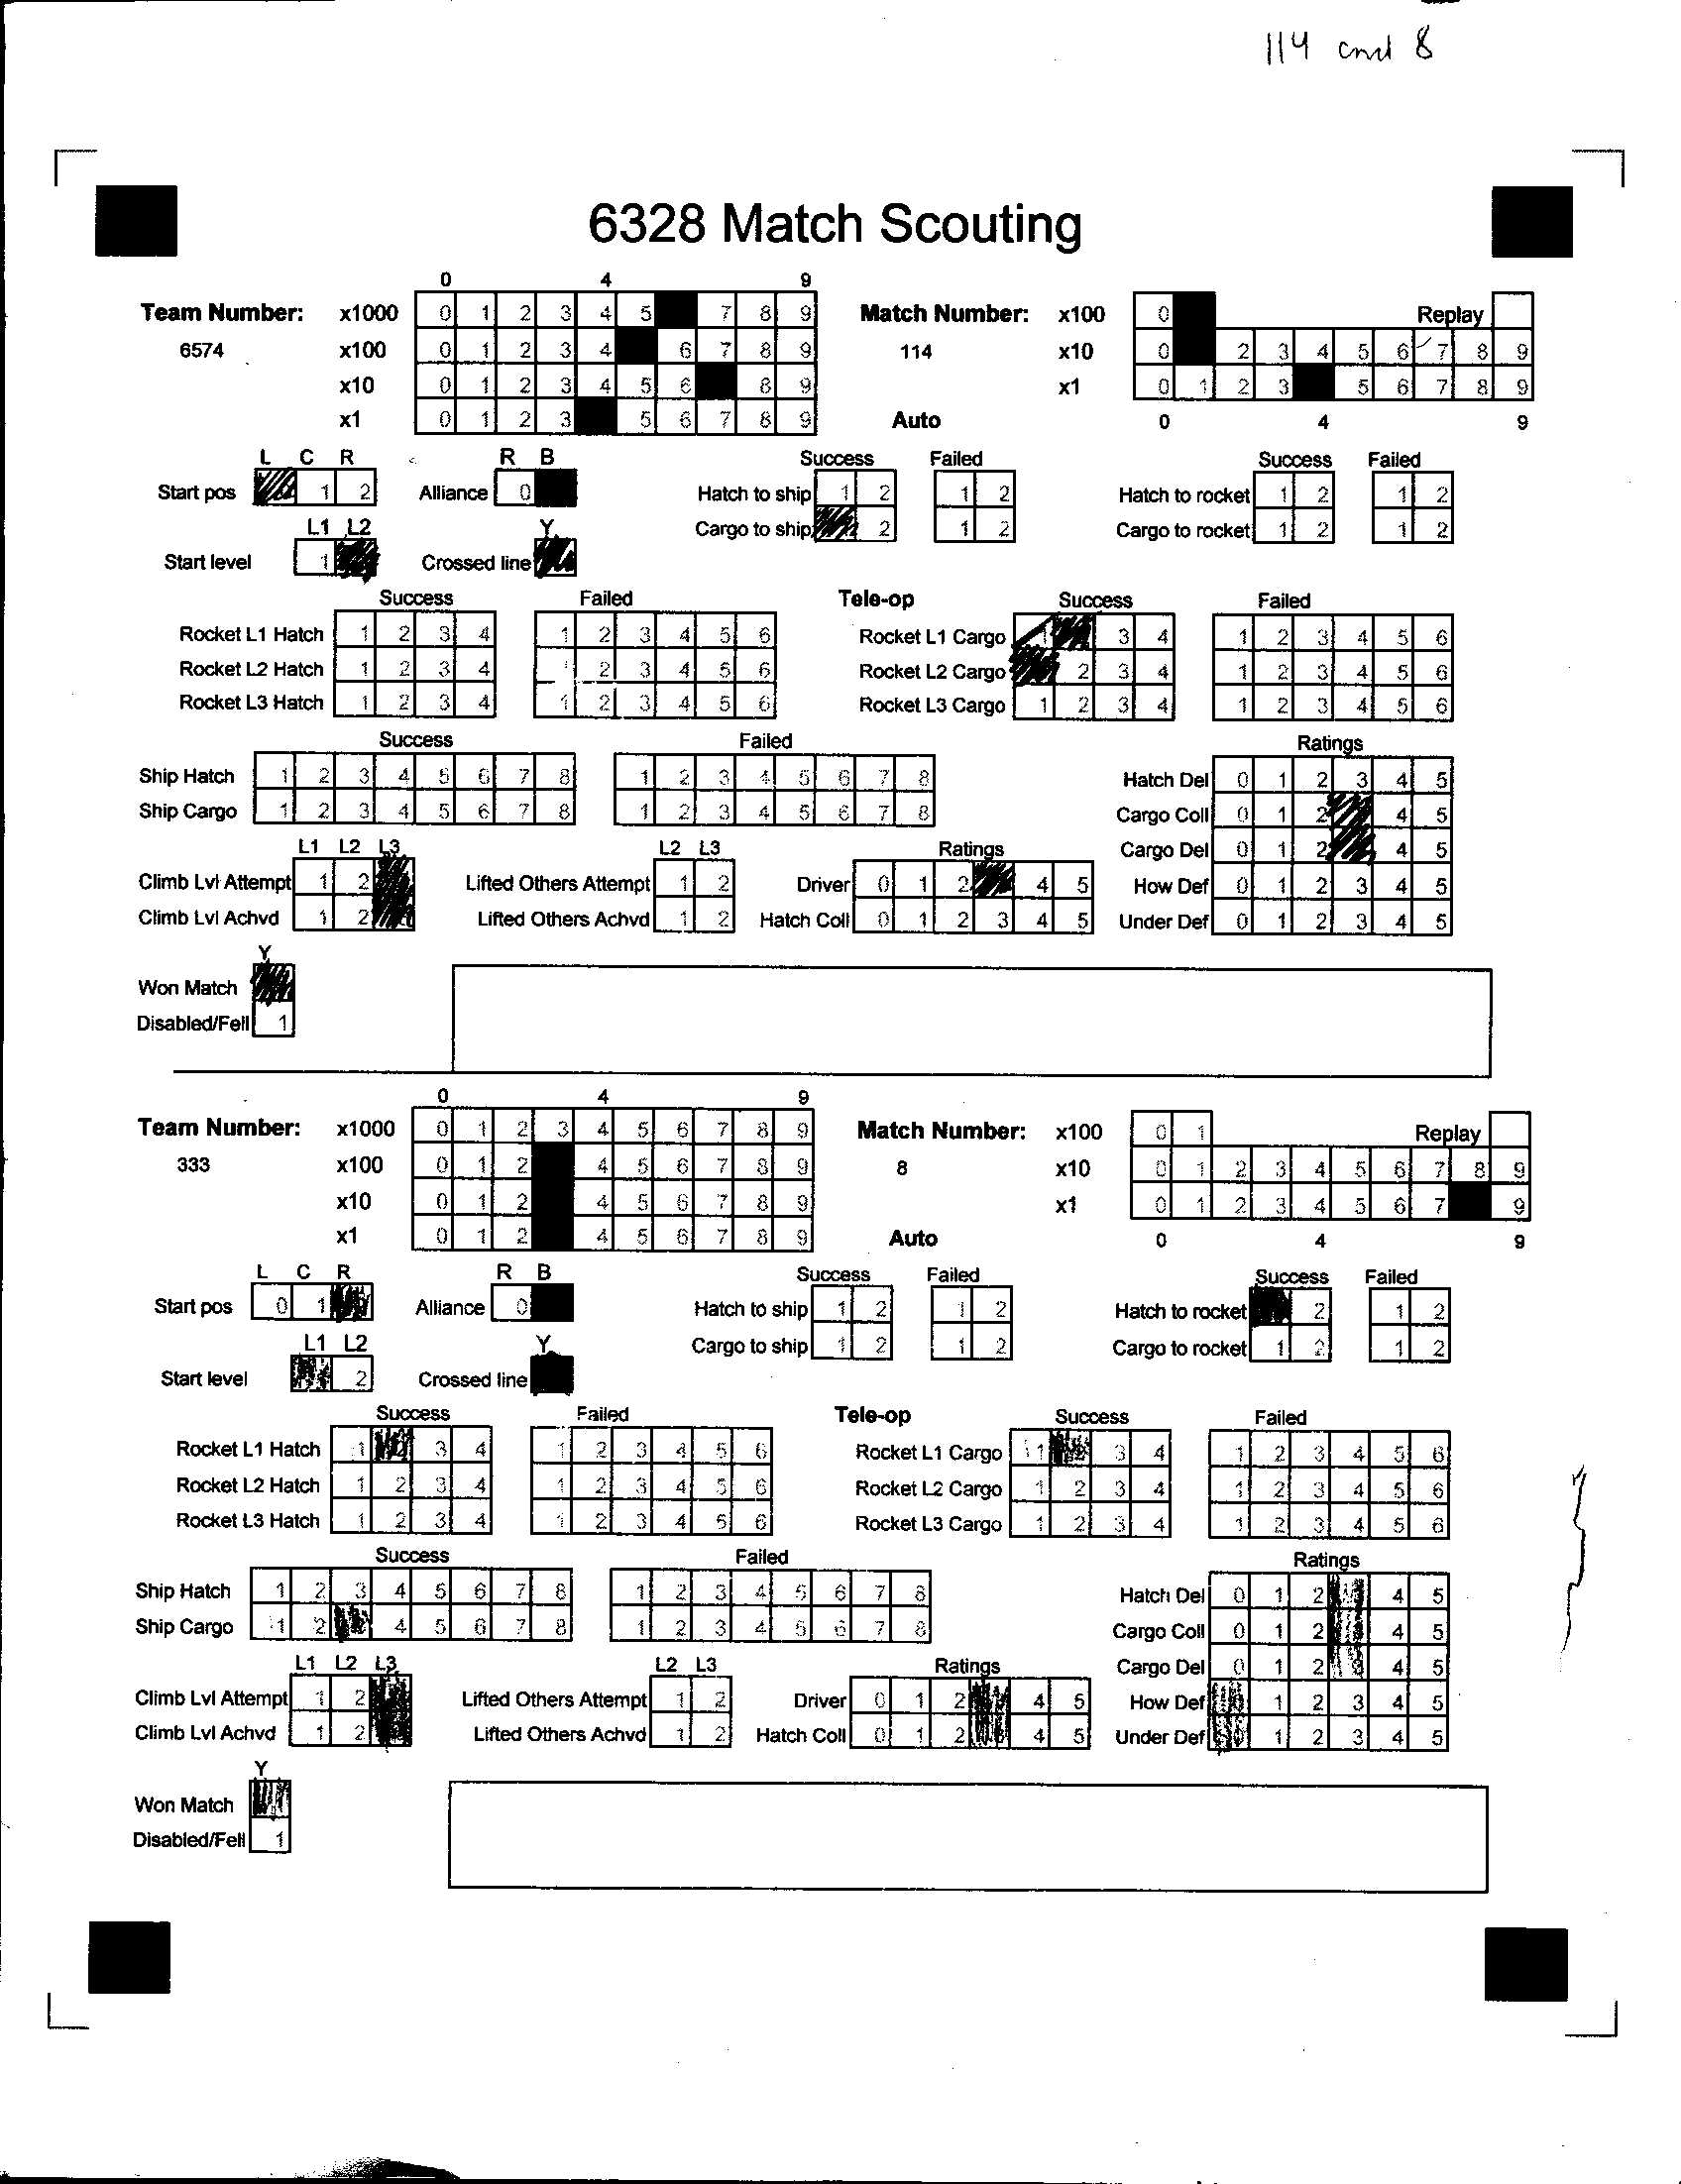 114 and 8
6328 Match Scouting
0 4 9
Team Number: x1000 0 1 2 3 4 5 7 8 9 Match Number: x100 0 Replay
6574 x100 0 1 2 3 4 6 7 8 9 114 x10 0 2 3 4 5 6 7 8 9
x10 0 1 2 3 4 5 6 8 9 x1 0 1 2 3 5 6 7 8 9
x1 0 1 2 3 5 6 7 8 9 Auto 0 4 9
L C R R B Success Failed Success Failed
Start pos 1 2 Alliance 0 Hatch to ship 1 2 1 2 Hatch to rocket 1 2 1 2
L1 L2 Y Cargo to ship 2 1 2 Cargo to rocket 1 2 1 2
Start level 1 Crossed line
Success Failed Tele-op Success Failed
Rocket L1 Hatch 1 2 3 4 1 2 3 4 5 6 Rocket L1 Cargo 1 3 4 1 2 3 4 5 6
Rocket L2 Hatch 1 2 3 4 1 2 3 4 5 6 Rocket L2 Cargo 2 3 4 1 2 3 4 5 6
Rocket L3 Hatch 1 2 3 4 1 2 3 4 5 6 Rocket L3 Cargo 1 2 3 4 1 2 3 4 5 6
Success Failed Ratings
Ship Hatch 1 2 3 4 5 6 7 8 1 2 3 4 5 6 7 8 Hatch Del 0 1 2 3 4 5
Ship Cargo 1 2 3 4 5 6 7 8 1 2 3 4 5 6 7 8 Cargo Coll 0 1 2 4 5
L1 L2 L3 L2 L3 Ratings Cargo Del 0 1 2 4 5
Climb Lvl Attempt 1 2 Lifted Others Attempt 1 2 Driver 0 1 2 4 5 How Def 0 1 2 3 4 5
Climb Lvl Achvd 1 2 Lifted Others Achvd 1 2 Hatch Coll 0 1 2 3 4 5 Under Def 0 1 2 3 4 5
Y
Won Match
Disabled/Fell 1
0 4 9
Team Number: x1000 0 1 2 3 4 5 6 7 8 9 Match Number: x100 0 1 Replay
333 x100 0 1 2 4 5 6 7 8 9 8 x10 0 1 2 3 4 5 6 7 8 9
x10 0 1 2 4 5 6 7 8 9 x1 0 1 2 3 4 5 6 7 9
x1 0 1 2 4 5 6 7 8 9 Auto 0 4 9
L C R R B Success Failed Success Failed
Start pos 0 1 Alliance 0 Hatch to ship 1 2 1 2 Hatch to rocket 2 1 2
L1 L2 Y Cargo to ship 1 2 1 2 Cargo to rocket 1 2 1 2
Start level 2 Crossed line
Success Failed Tele-op Success Failed
Rocket L1 Hatch 1 3 4 1 2 3 4 5 6 Rocket L1 Cargo 1 2 3 4 1 2 3 4 5 6
Rocket L2 Hatch 1 2 3 4 1 2 3 4 5 6 Rocket L2 Cargo 1 2 3 4 1 2 3 4 5 6
Rocket L3 Hatch 1 2 3 4 1 2 3 4 5 6 Rocket L3 Cargo 1 2 3 4 1 2 3 4 5 6
Success Failed Ratings
Ship Hatch 1 2 3 4 5 6 7 8 1 2 3 4 5 6 7 8 Hatch Del 0 1 2 4 5
Ship Cargo 1 2 4 5 6 7 8 1 2 3 4 5 6 7 8 Cargo Coll 0 1 2 4 5
L1 L2 L3 L2 L3 Ratings Cargo Del 0 1 2 3 4 5
Climb Lvl Attempt 1 2 Lifted Others Attempt 1 2 Driver 0 1 2 4 5 How Def 1 2 3 4 5
Climb Lvl Achvd 1 2 Lifted Others Achvd 1 2 Hatch Coll 0 1 2 4 5 Under Def 1 2 3 4 5
Y
Won Match
Disabled/Fell 1